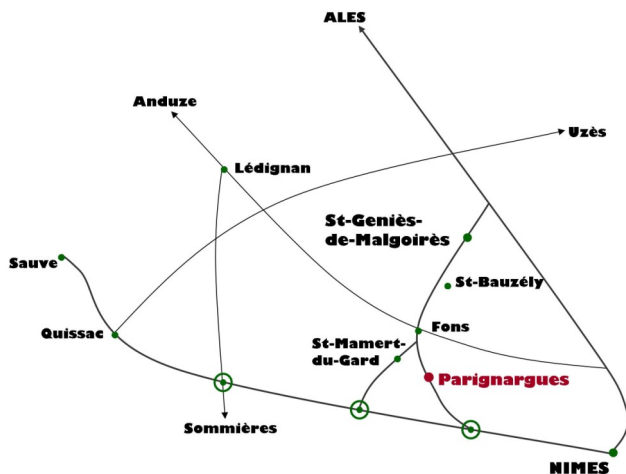 ALES
Anduze
Uzès
Lédignan
St-Geniès-
de-Malgoirès
Sauve
St-Bauzély
Quissac
Fons
St-Mamert-
du-Gard
Parignargues
Sommières
NIMES